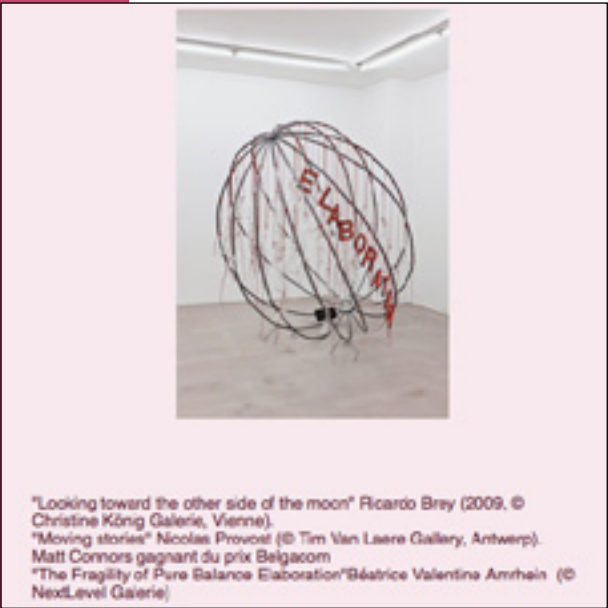 E-LABORATI
"Looking toward the other side of the moon" Ricardo Brey (2009, ©
Christine König Galerie, Vienne).
"Moving stories" Nicolas Provost (© Tim Van Laere Gallery, Antwerp).
Matt Connors gagnant du prix Belgacom
"The Fragility of Pure Balance Elaboration"Béatrice Valentine Amrhein (©
NextLevel Galerie)